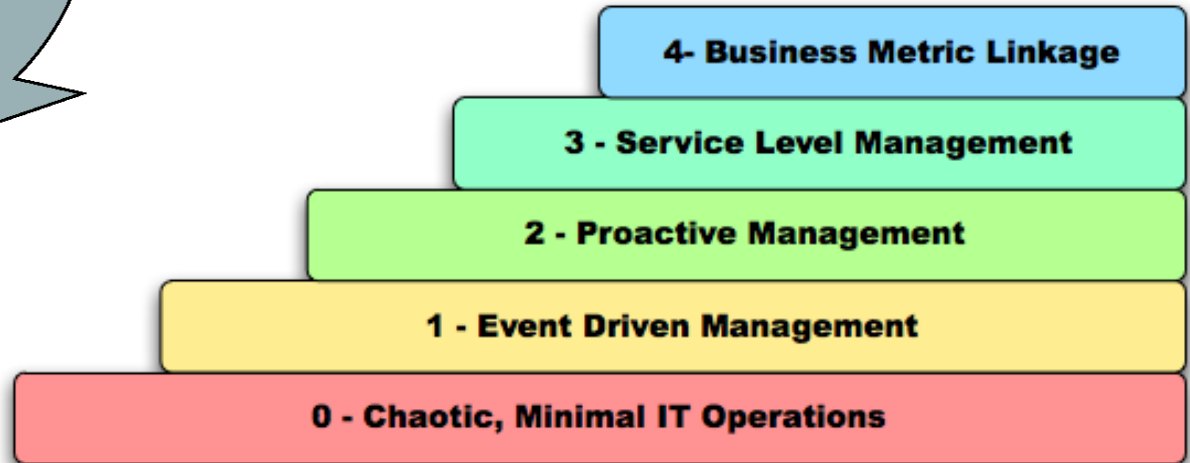 4- Business Metric Linkage
3 - Service Level Management
2 - Proactive Management
1 - Event Driven Management
0 - Chaotic, Minimal IT Operations